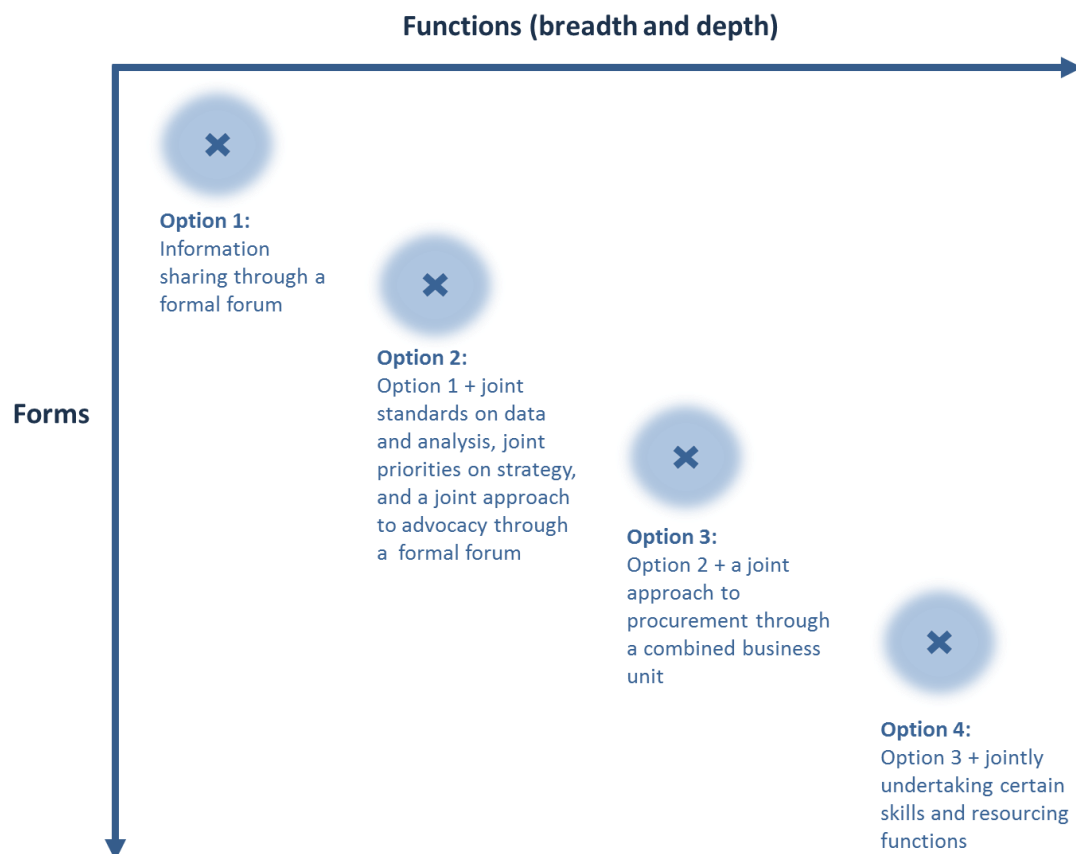 Functions (breadth and depth)
Option 1:
Information
sharing through a
formal forum
Option 2:
Option 1 + joint
standards on data
and analysis, joint
priorities on strategy,
and a joint approach
to advocacy through
a formal forum
Forms
Option 3:
Option 2 + a joint
approach to
procurement through
a combined business
unit
Option 4:
Option 3 + jointly
undertaking certain
skills and resourcing
functions